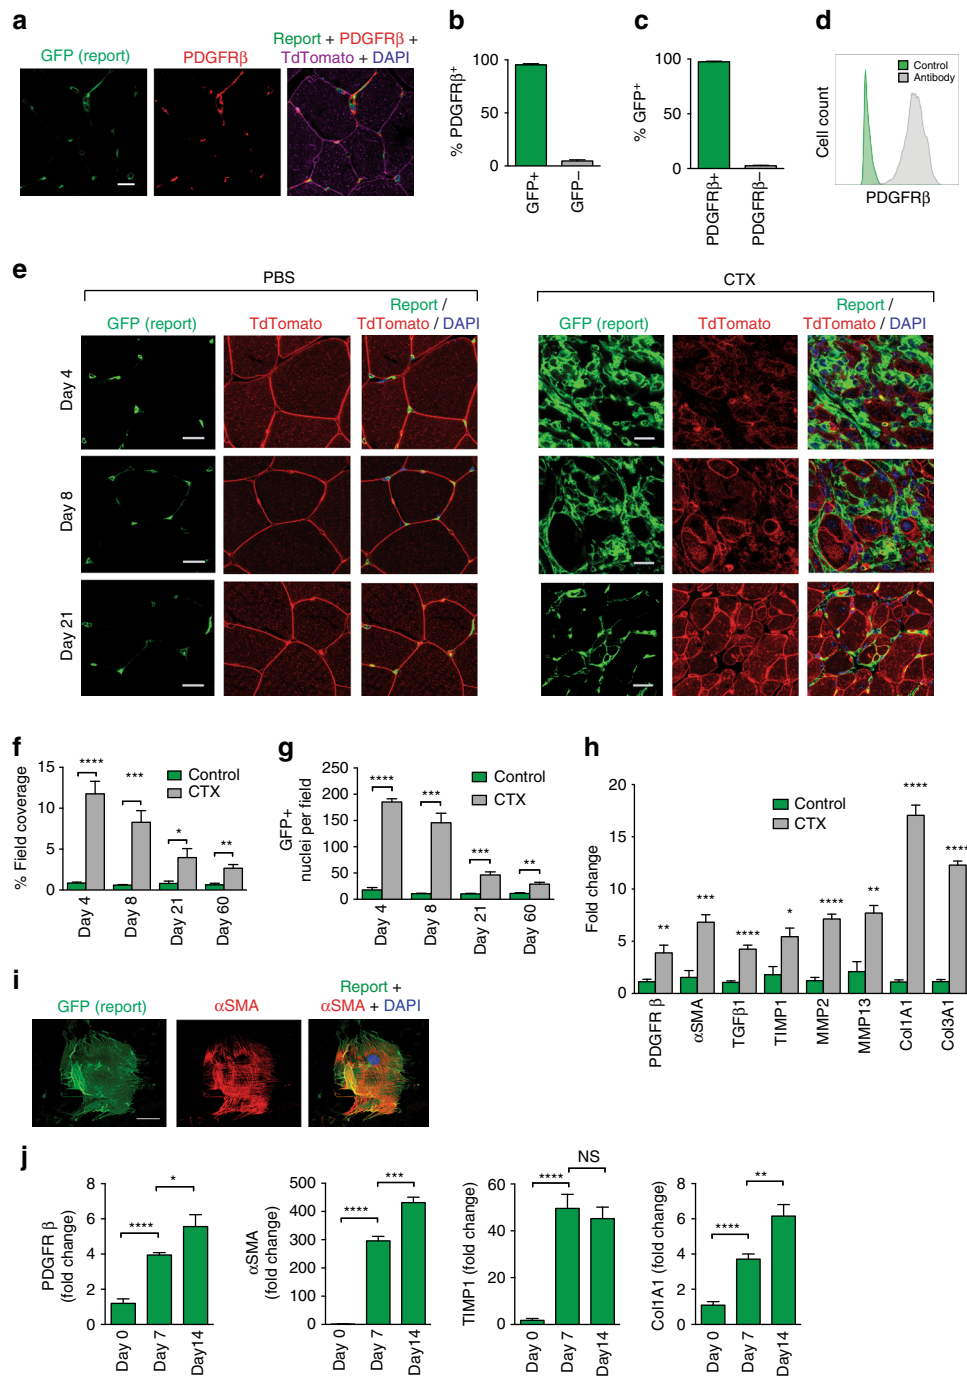 a
GFP (report)
PDGFRβ
Report + PDGFRβ +
TdTomato + DAPI
b
% PDGFRβ+
100
50
0
GFP+
GFP–
c
% GFP+
100
50
0
PDGFRβ+
PDGFRβ–
d
Cell count
Control
Antibody
PDGFRβ
e
PBS
CTX
GFP (report)
TdTomato
Report /
TdTomato / DAPI
GFP (report)
TdTomato
Report /
TdTomato / DAPI
Day 4
Day 8
Day 21
f
% Field coverage
15
10
5
0
****
***
*
**
Control
CTX
Day 4
Day 8
Day 21
Day 60
g
GFP+
nuclei per field
250
200
150
100
50
0
****
***
***
**
Control
CTX
Day 4
Day 8
Day 21
Day 60
h
Fold change
20
15
10
5
0
Control
CTX
**
***
****
*
****
**
****
****
PDGFR β
αSMA
TGFβ1
TIMP1
MMP2
MMP13
Col1A1
Col3A1
i
GFP (report)
αSMA
Report +
αSMA + DAPI
j
PDGFR β
(fold change)
8
6
4
2
0
****
*
Day 0
Day 7
Day14
αSMA
(fold change)
500
400
300
200
100
0
****
***
Day 0
Day 7
Day14
TIMP1 (fold change)
60
40
20
0
****
NS
Day 0
Day 7
Day 14
Col1A1 (fold change)
8
6
4
2
0
****
**
Day 0
Day 7
Day14